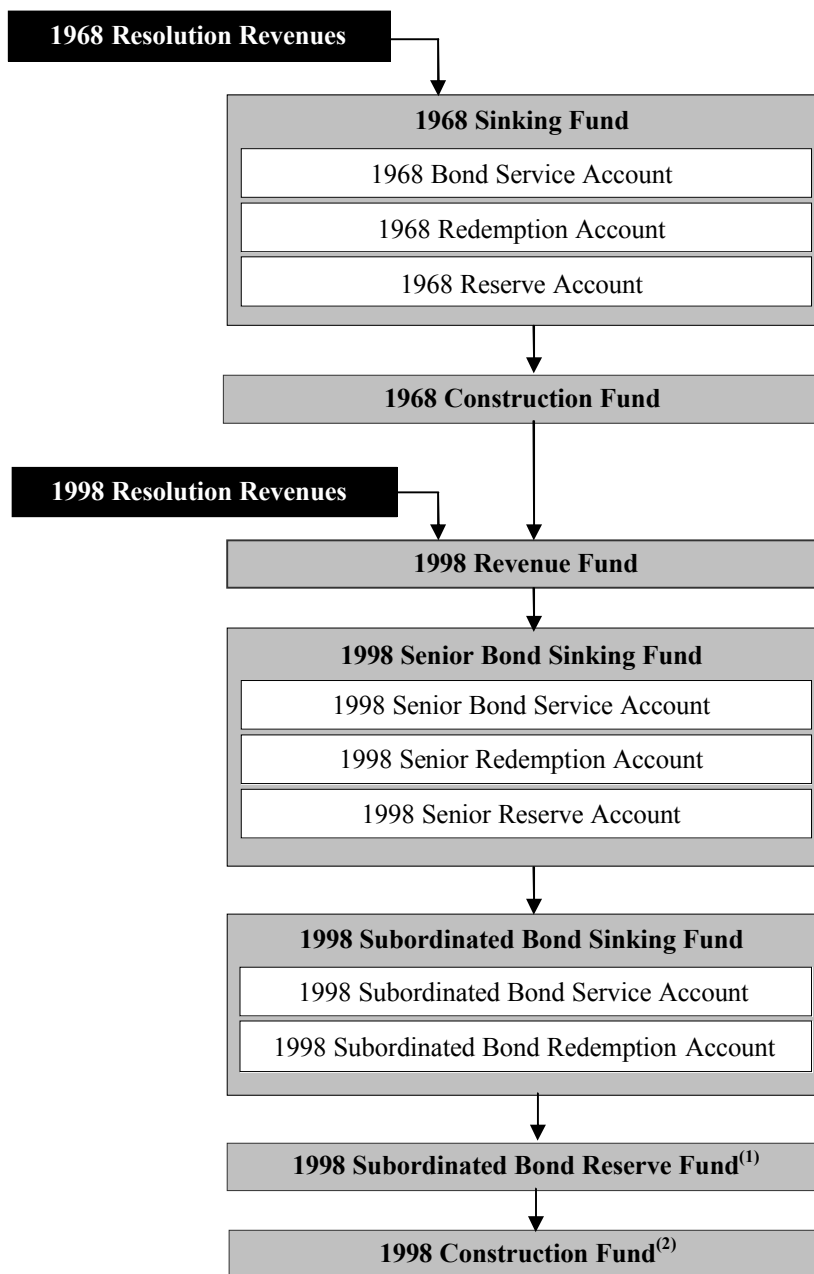 1968 Resolution Revenues
1968 Sinking Fund
1968 Bond Service Account
1968 Redemption Account
1968 Reserve Account
1968 Construction Fund
1998 Resolution Revenues
1998 Revenue Fund
1998 Senior Bond Sinking Fund
1998 Senior Bond Service Account
1998 Senior Redemption Account
1998 Senior Reserve Account
1998 Subordinated Bond Sinking Fund
1998 Subordinated Bond Service Account
1998 Subordinated Bond Redemption Account
1998 Subordinated Bond Reserve Fund(1)
1998 Construction Fund(2)